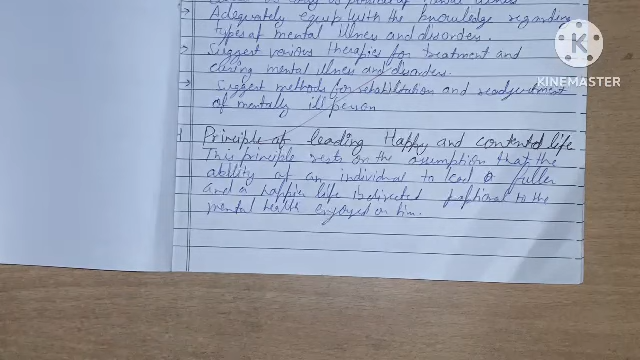 Adequately equip with the knowledge regarding
types of mental illness and disorders.
Suggest various therapies for treatment and
curing mental illness and disorders.
Suggest methods for rehabilitation and readjustment
of mentally ill person
Principle of leading Happy and contented life
This principle rests on the assumption that the
ability of an individual to lead a fuller
and a happier life is directed to the
mental health enjoyed on him.
KINEMASTER